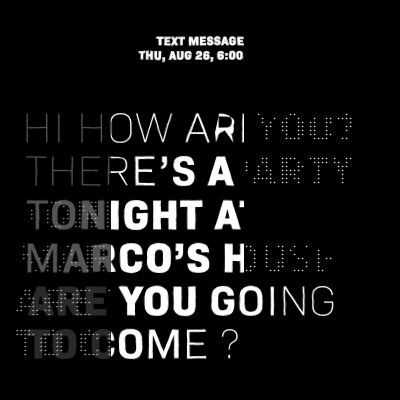 TEXT MESSAGE
THU, AUG 26, 6:00
HI HOW ARE YOU?
THERE'S A PARTY
TONIGHT AT
MARCO'S HOUSE
ARE YOU GOING
TO COME ?